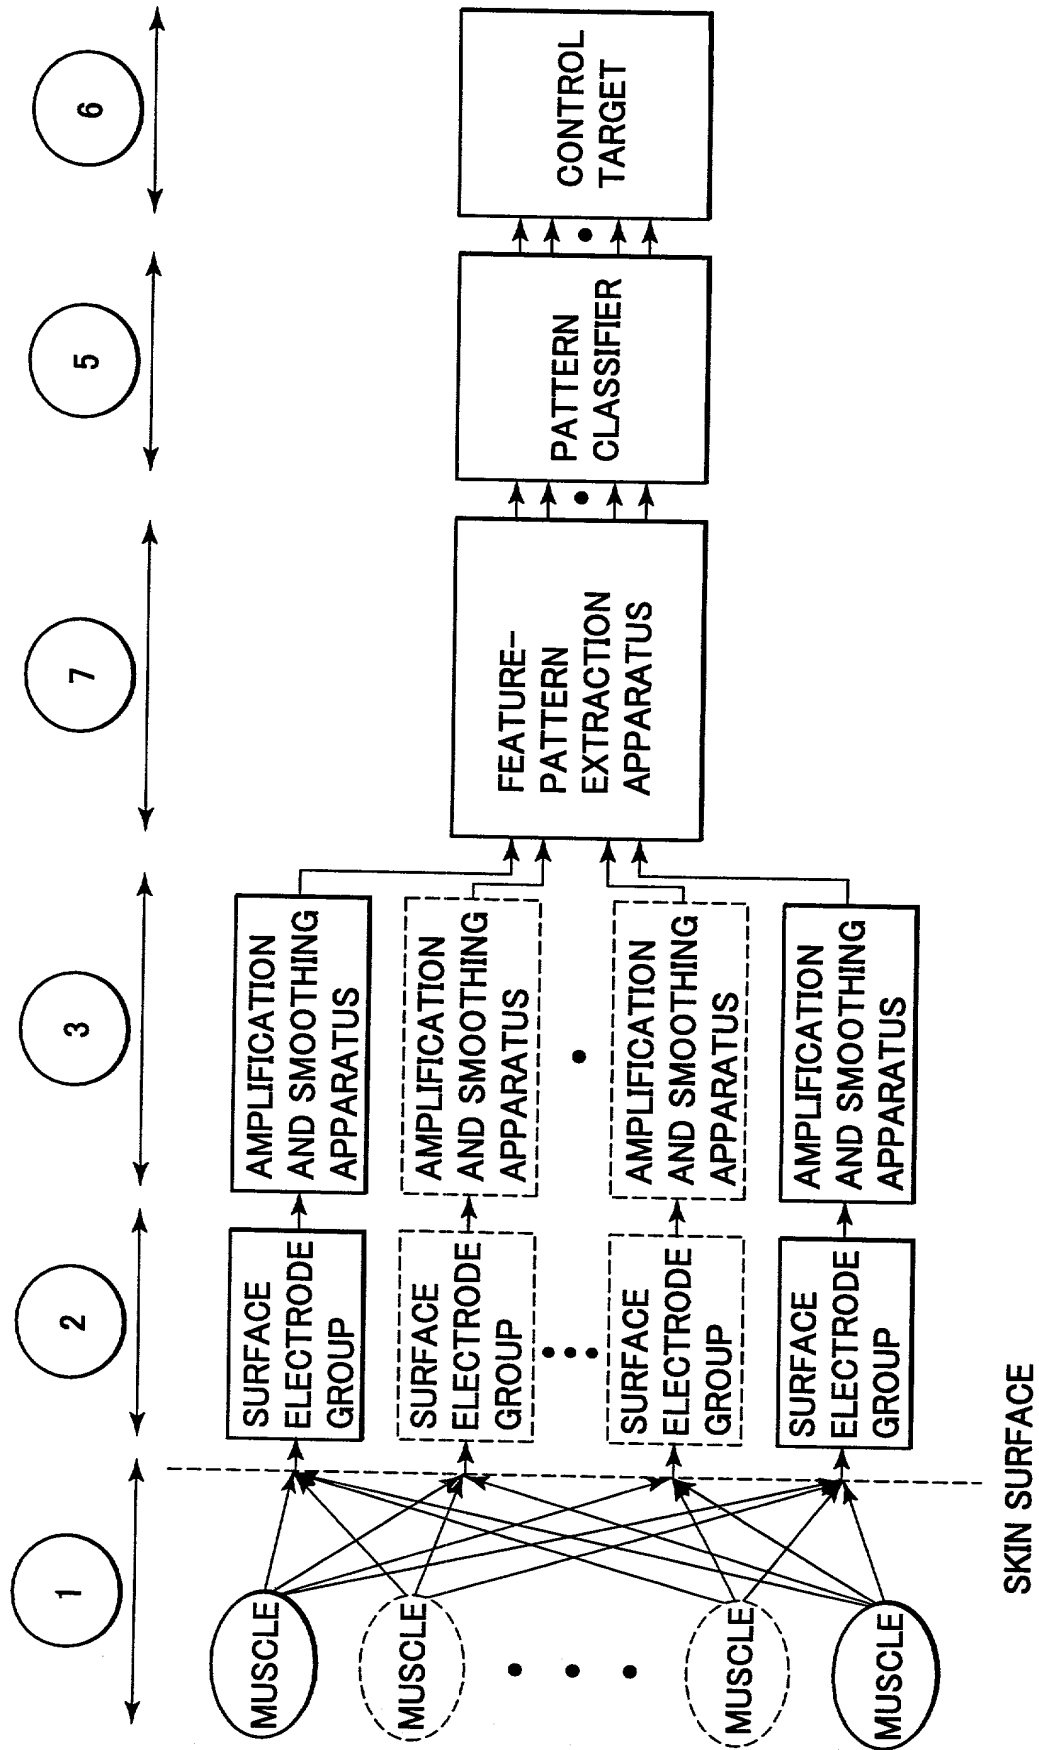 1
2
3
7
5
6
MUSCLE
MUSCLE
MUSCLE
MUSCLE
SKIN SURFACE
SURFACE
ELECTRODE
GROUP
SURFACE
ELECTRODE
GROUP
SURFACE
ELECTRODE
GROUP
SURFACE
ELECTRODE
GROUP
AMPLIFICATION
AND SMOOTHING
APPARATUS
AMPLIFICATION
AND SMOOTHING
APPARATUS
AMPLIFICATION
AND SMOOTHING
APPARATUS
AMPLIFICATION
AND SMOOTHING
APPARATUS
FEATURE-
PATTERN
EXTRACTION
APPARATUS
PATTERN
CLASSIFIER
CONTROL
TARGET